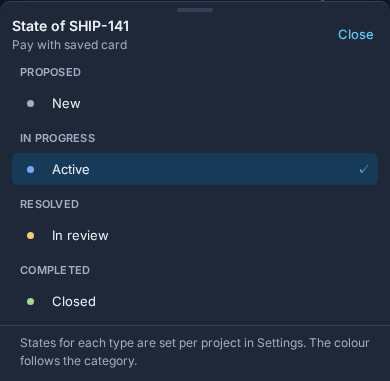 State of SHIP-141
Pay with saved card
Close
PROPOSED
New
IN PROGRESS
Active ✓
RESOLVED
In review
COMPLETED
Closed
States for each type are set per project in Settings. The colour
follows the category.